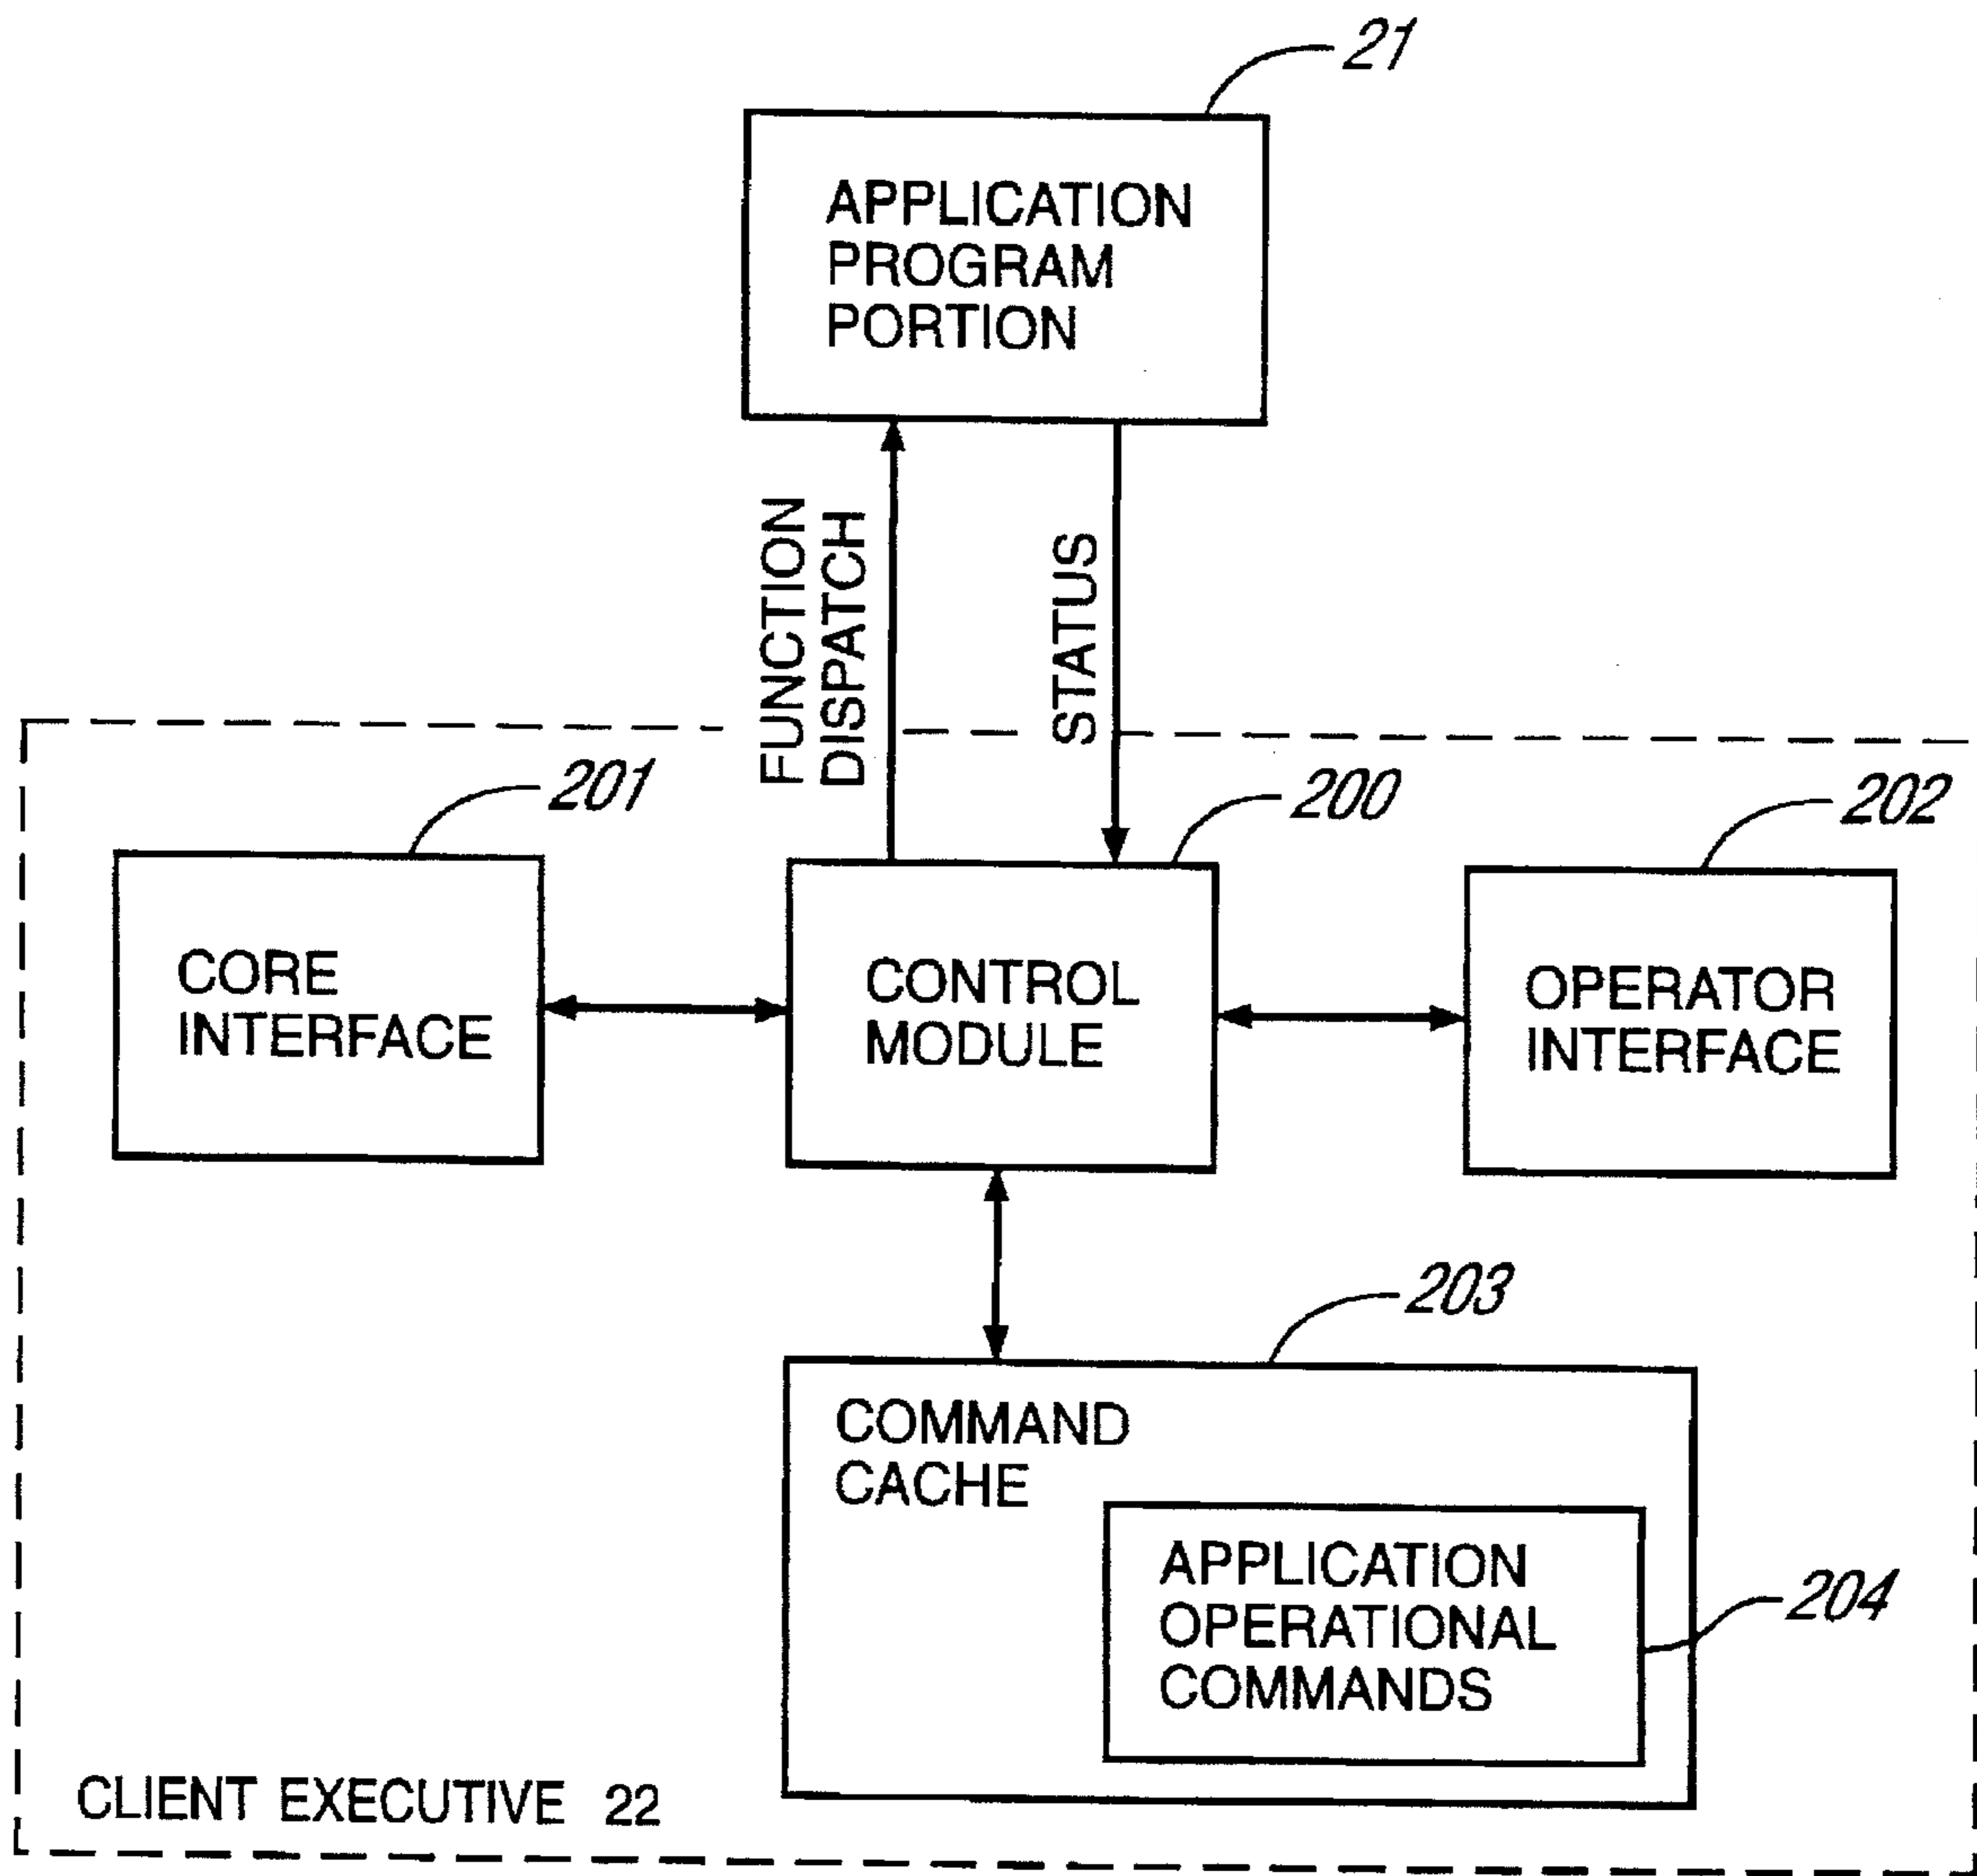 21
APPLICATION
PROGRAM
PORTION
FUNCTION
DISPATCH
STATUS
201
200
202
CORE
INTERFACE
CONTROL
MODULE
OPERATOR
INTERFACE
203
COMMAND
CACHE
APPLICATION
OPERATIONAL
COMMANDS
204
CLIENT EXECUTIVE 22